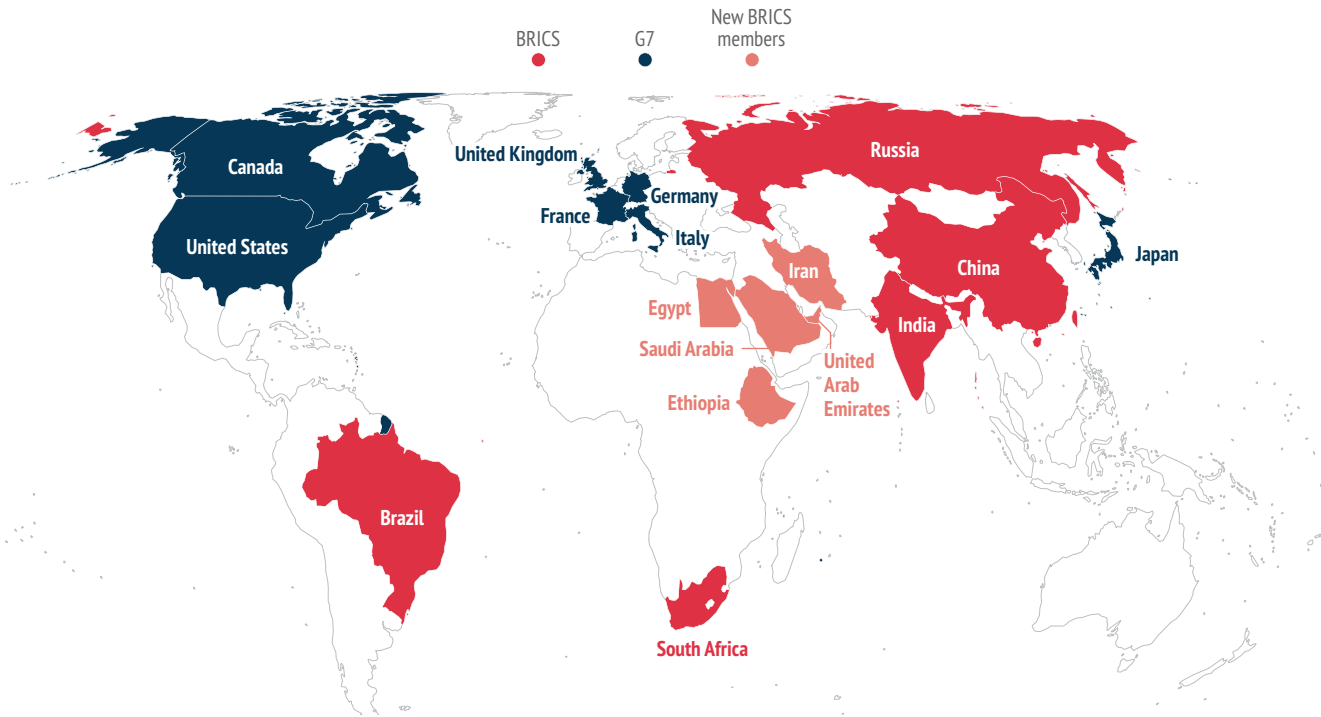 BRICS
G7
New BRICS
members
Canada
United Kingdom
Russia
Germany
France
United States
Italy
Japan
Iran
China
Egypt
India
Saudi Arabia
United
Arab
Emirates
Ethiopia
Brazil
South Africa